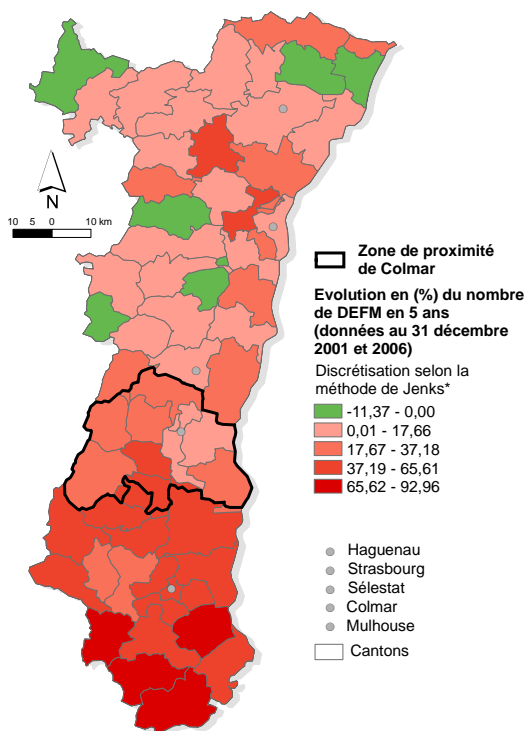 N
10 5 0 10 km
Zone de proximité
de Colmar
Evolution en (%) du nombre
de DEFM en 5 ans
(données au 31 décembre
2001 et 2006)
Discrétisation selon la
méthode de Jenks*
-11,37 - 0,00
0,01 - 17,66
17,67 - 37,18
37,19 - 65,61
65,62 - 92,96
Haguenau
Strasbourg
Sélestat
Colmar
Mulhouse
Cantons